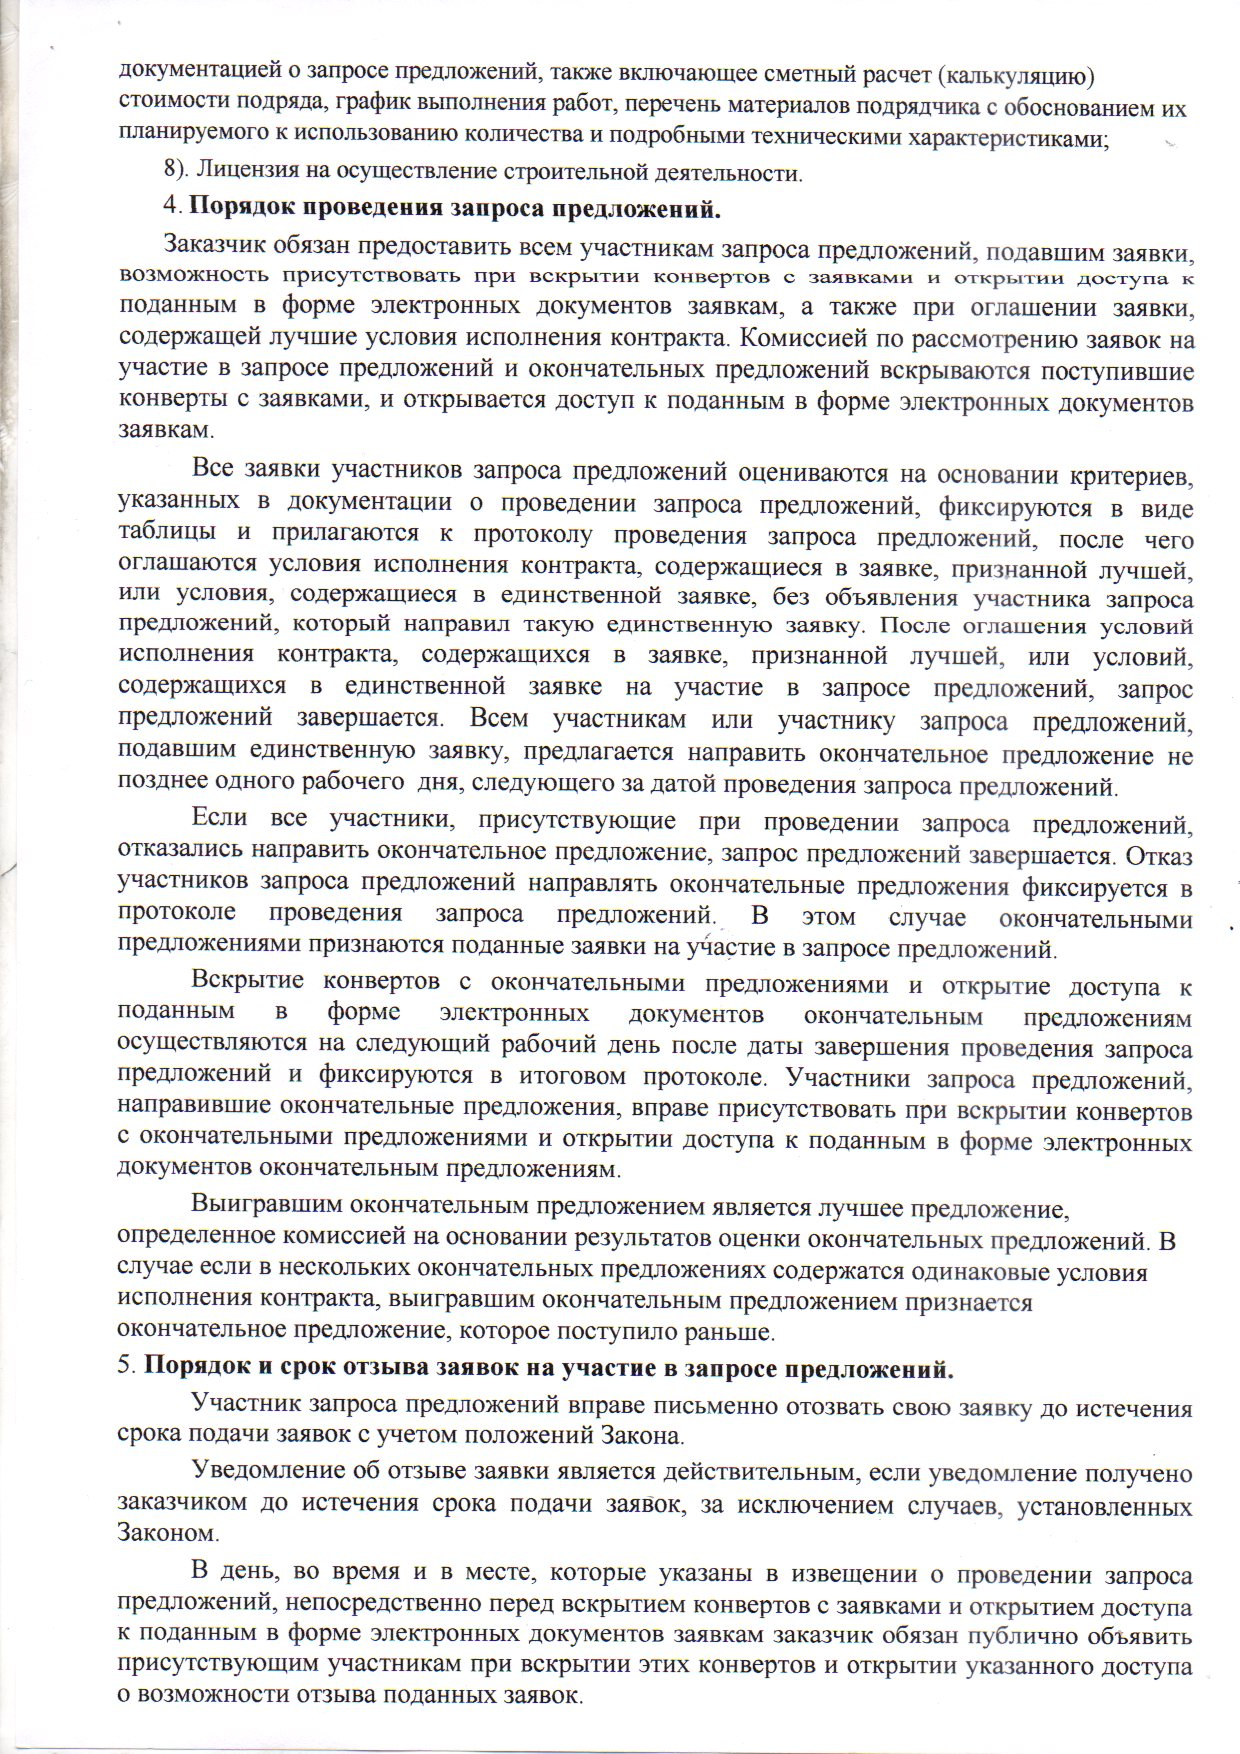 документацией о запросе предложений, также включающее сметный расчет (калькуляцию)
стоимости подряда, график выполнения работ, перечень материалов подрядчика с обоснованием их
планируемого к использованию количества и подробными техническими характеристиками;
8). Лицензия на осуществление строительной деятельности.
4. Порядок проведения запроса предложений.
Заказчик обязан предоставить всем участникам запроса предложений, подавшим заявки,
возможность присутствовать при вскрытии конвертов с заявками и открытии доступа к
поданным в форме электронных документов заявкам, а также при оглашении заявки,
содержащей лучшие условия исполнения контракта. Комиссией по рассмотрению заявок на
участие в запросе предложений и окончательных предложений вскрываются поступившие
конверты с заявками, и открывается доступ к поданным в форме электронных документов
заявкам.
Все заявки участников запроса предложений оцениваются на основании критериев,
указанных в документации о проведении запроса предложений, фиксируются в виде
таблицы и прилагаются к протоколу проведения запроса предложений, после чего
оглашаются условия исполнения контракта, содержащиеся в заявке, признанной лучшей,
или условия, содержащиеся в единственной заявке, без объявления участника запроса
предложений, который направил такую единственную заявку. После оглашения условий
исполнения контракта, содержащихся в заявке, признанной лучшей, или условий,
содержащихся в единственной заявке на участие в запросе предложений, запрос
предложений завершается. Всем участникам или участнику запроса предложений,
подавшим единственную заявку, предлагается направить окончательное предложение не
позднее одного рабочего дня, следующего за датой проведения запроса предложений.
Если все участники, присутствующие при проведении запроса предложений,
отказались направить окончательное предложение, запрос предложений завершается. Отказ
участников запроса предложений направлять окончательные предложения фиксируется в
протоколе проведения запроса предложений. В этом случае окончательными
предложениями признаются поданные заявки на участие в запросе предложений.
Вскрытие конвертов с окончательными предложениями и открытие доступа к
поданным в форме электронных документов окончательным предложениям
осуществляются на следующий рабочий день после даты завершения проведения запроса
предложений и фиксируются в итоговом протоколе. Участники запроса предложений,
направившие окончательные предложения, вправе присутствовать при вскрытии конвертов
с окончательными предложениями и открытии доступа к поданным в форме электронных
документов окончательным предложениям.
Выигравшим окончательным предложением является лучшее предложение,
определенное комиссией на основании результатов оценки окончательных предложений. В
случае если в нескольких окончательных предложениях содержатся одинаковые условия
исполнения контракта, выигравшим окончательным предложением признается
окончательное предложение, которое поступило раньше.
5. Порядок и срок отзыва заявок на участие в запросе предложений.
Участник запроса предложений вправе письменно отозвать свою заявку до истечения
срока подачи заявок с учетом положений Закона.
Уведомление об отзыве заявки является действительным, если уведомление получено
заказчиком до истечения срока подачи заявок, за исключением случаев, установленных
Законом.
В день, во время и в месте, которые указаны в извещении о проведении запроса
предложений, непосредственно перед вскрытием конвертов с заявками и открытием доступа
к поданным в форме электронных документов заявкам заказчик обязан публично объявить
присутствующим участникам при вскрытии этих конвертов и открытии указанного доступа
о возможности отзыва поданных заявок.